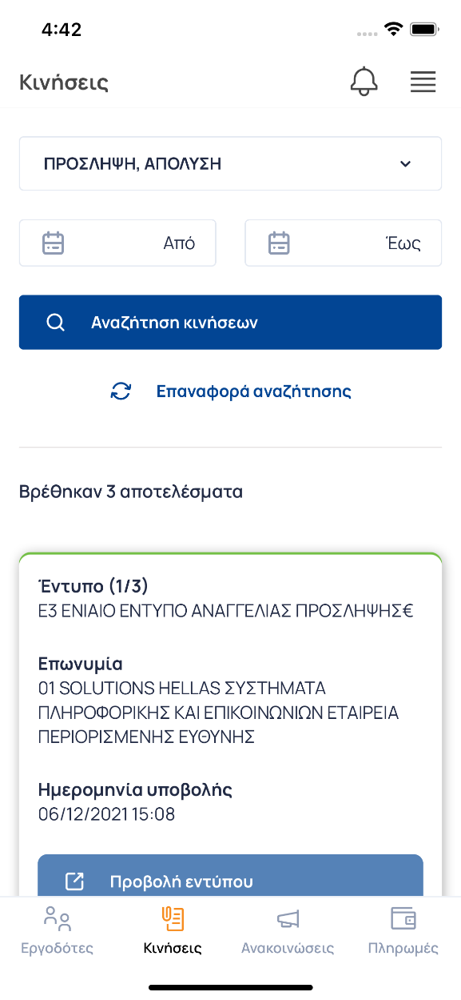 4:42
Κινήσεις
ΠΡΟΣΛΗΨΗ, ΑΠΟΛΥΣΗ
Από
Έως
Αναζήτηση κινήσεων
Επαναφορά αναζήτησης
Βρέθηκαν 3 αποτελέσματα
Έντυπο (1/3)
Ε3 ΕΝΙΑΙΟ ΕΝΤΥΠΟ ΑΝΑΓΓΕΛΙΑΣ ΠΡΟΣΛΗΨΗΣ€
Επωνυμία
01 SOLUTIONS HELLAS ΣΥΣΤΗΜΑΤΑ
ΠΛΗΡΟΦΟΡΙΚΗΣ ΚΑΙ ΕΠΙΚΟΙΝΩΝΙΩΝ ΕΤΑΙΡΕΙΑ
ΠΕΡΙΟΡΙΣΜΕΝΗΣ ΕΥΘΥΝΗΣ
Ημερομηνία υποβολής
06/12/2021 15:08
Προβολή εντύπου
Εργοδότες
Κινήσεις
Ανακοινώσεις
Πληρωμές